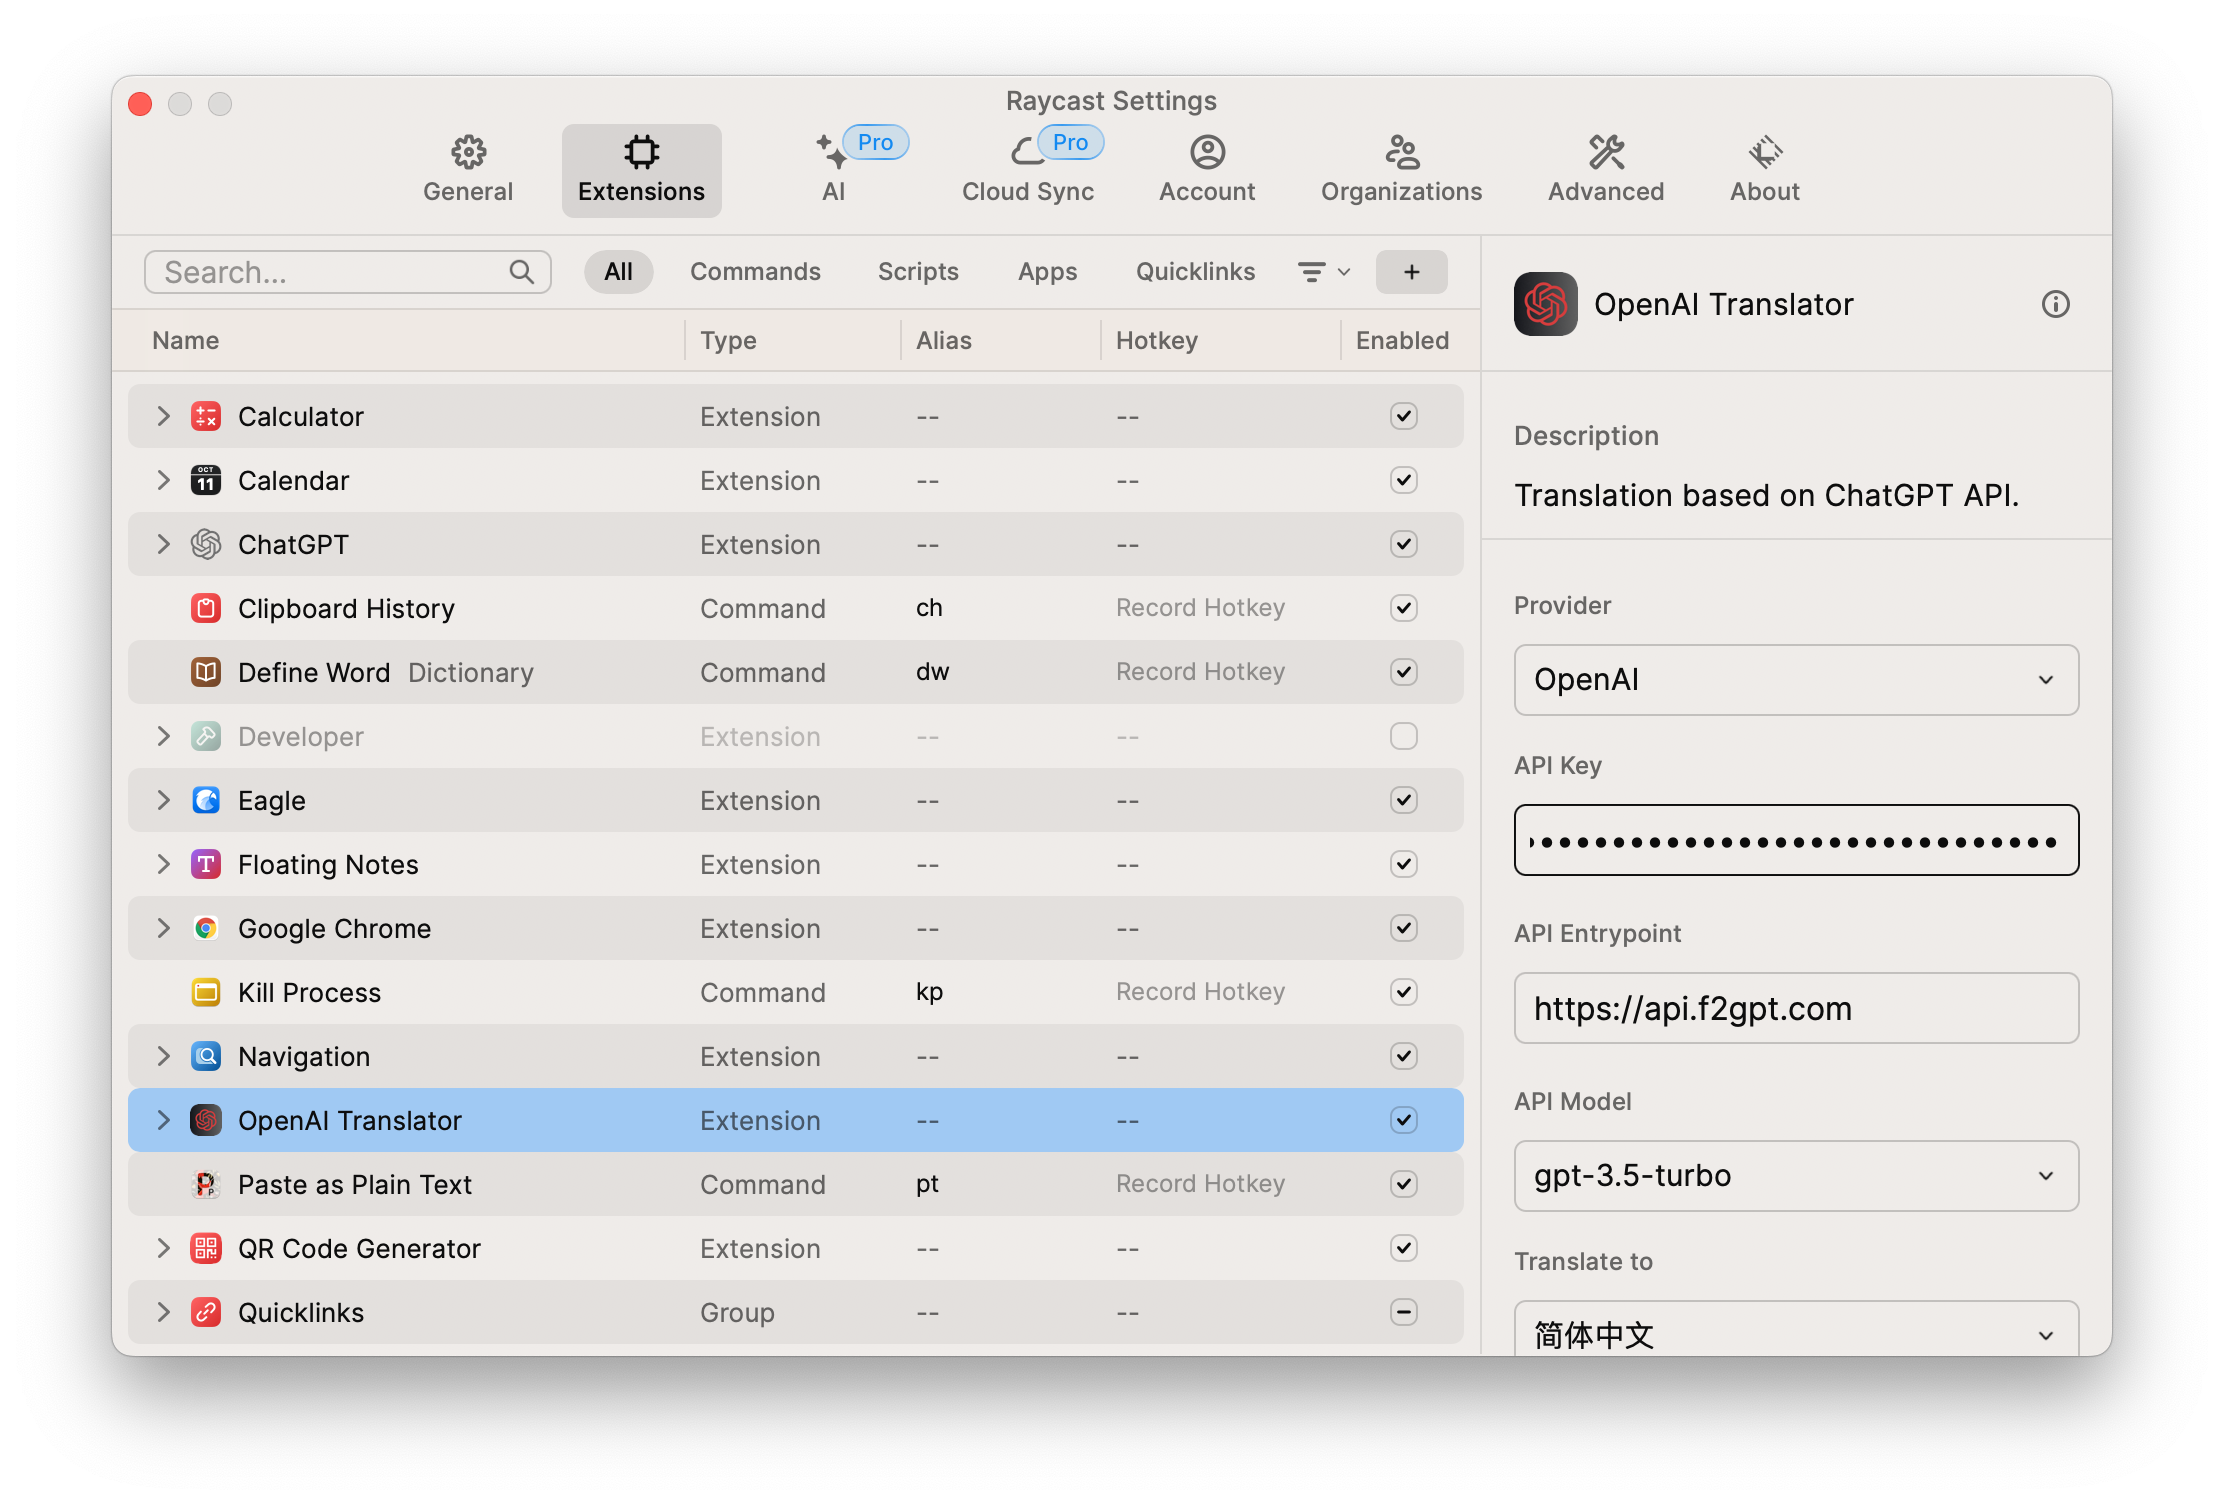 Raycast Settings
General
Extensions
Pro
AI
Pro
Cloud Sync
Account
Organizations
Advanced
About
Search...
All
Commands
Scripts
Apps
Quicklinks
+
Name Type Alias Hotkey Enabled
Calculator Extension -- --
OCT
11
Calendar Extension -- --
ChatGPT Extension -- --
Clipboard History Command ch Record Hotkey
Define Word Dictionary Command dw Record Hotkey
Developer Extension -- --
Eagle Extension -- --
Floating Notes Extension -- --
Google Chrome Extension -- --
Kill Process Command kp Record Hotkey
Navigation Extension -- --
OpenAI Translator Extension -- --
Paste as Plain Text Command pt Record Hotkey
QR Code Generator Extension -- --
Quicklinks Group -- --
OpenAI Translator
Description
Translation based on ChatGPT API.
Provider
OpenAI
API Key
API Entrypoint
https://api.f2gpt.com
API Model
gpt-3.5-turbo
Translate to
简体中文